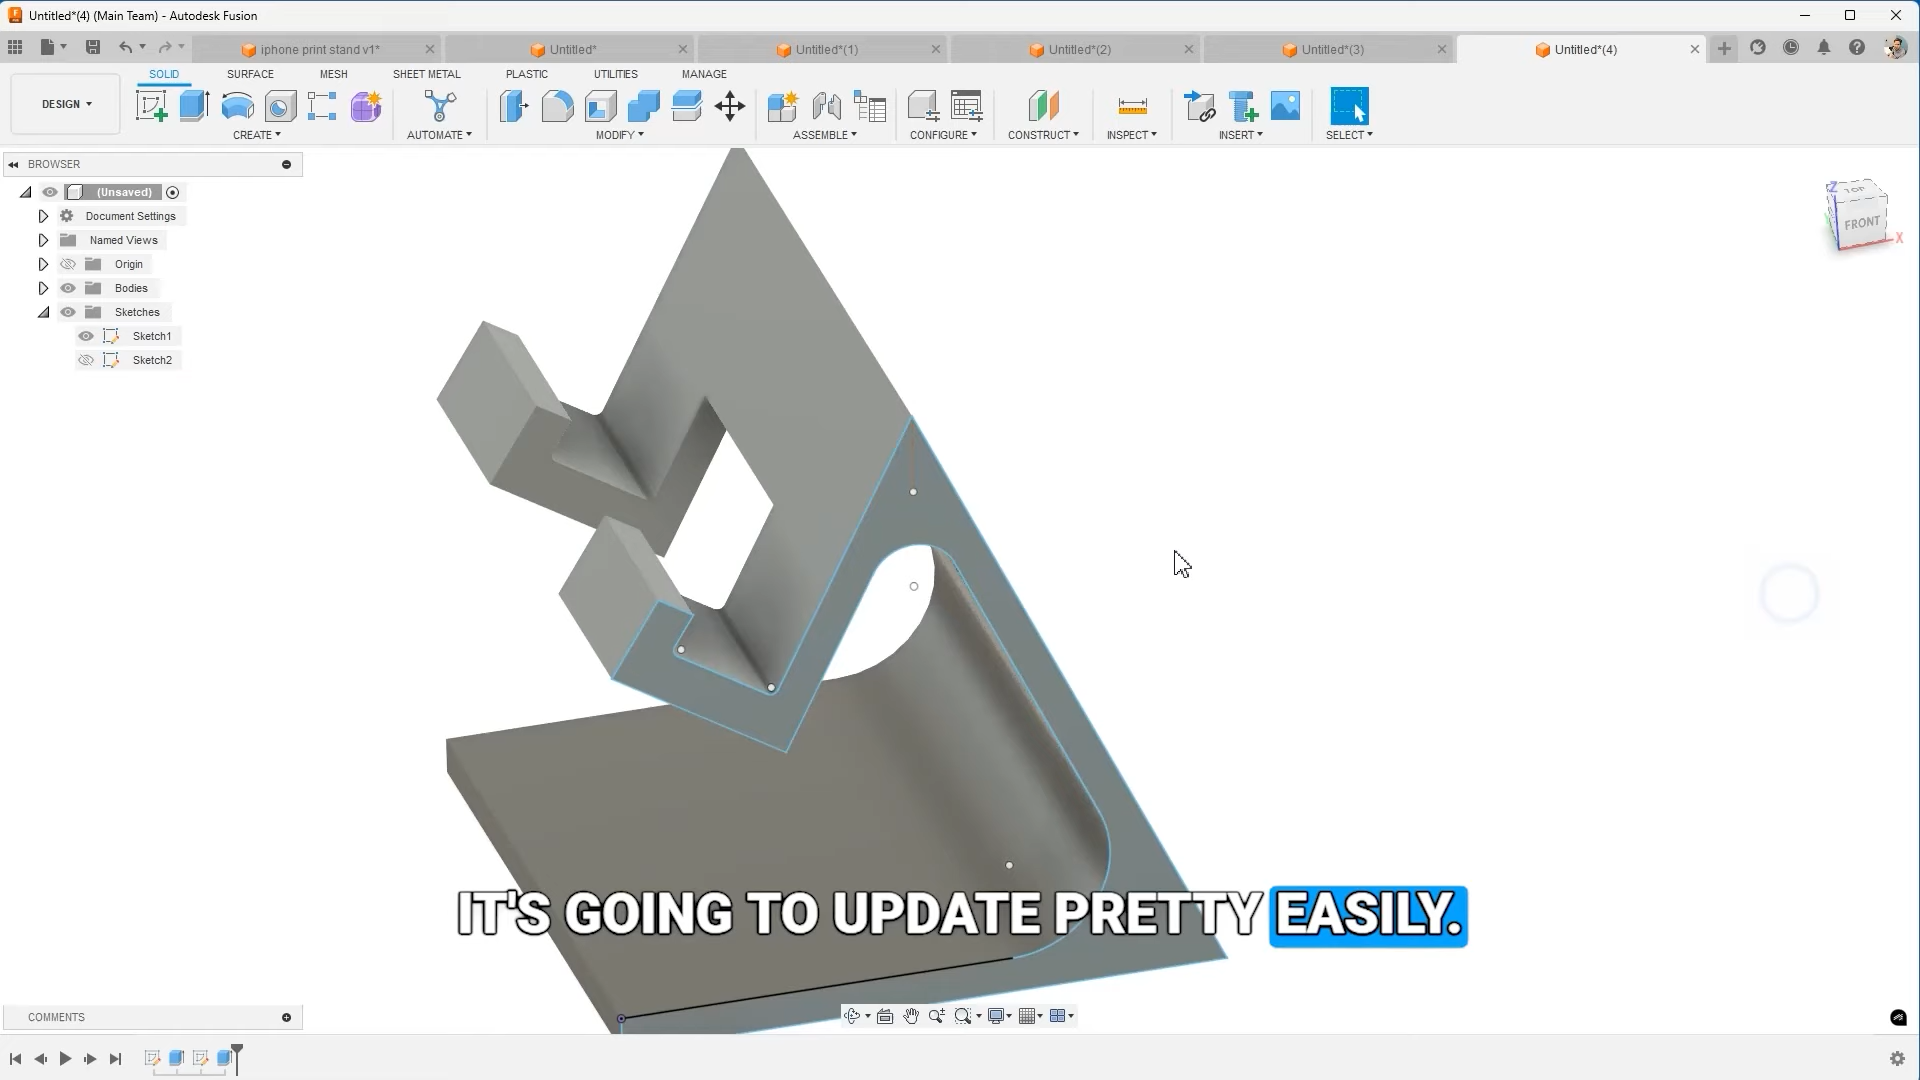 Untitled*(4) (Main Team) - Autodesk Fusion
iphone print stand v1*
Untitled*
Untitled*(1)
Untitled*(2)
Untitled*(3)
Untitled*(4)
DESIGN
SOLID
SURFACE
MESH
SHEET METAL
PLASTIC
UTILITIES
MANAGE
CREATE
AUTOMATE
MODIFY
ASSEMBLE
CONFIGURE
CONSTRUCT
INSPECT
INSERT
SELECT
BROWSER
(Unsaved)
Document Settings
Named Views
Origin
Bodies
Sketches
Sketch1
Sketch2
Z
TOP
FRONT
X
IT'S GOING TO UPDATE PRETTY EASILY.
COMMENTS